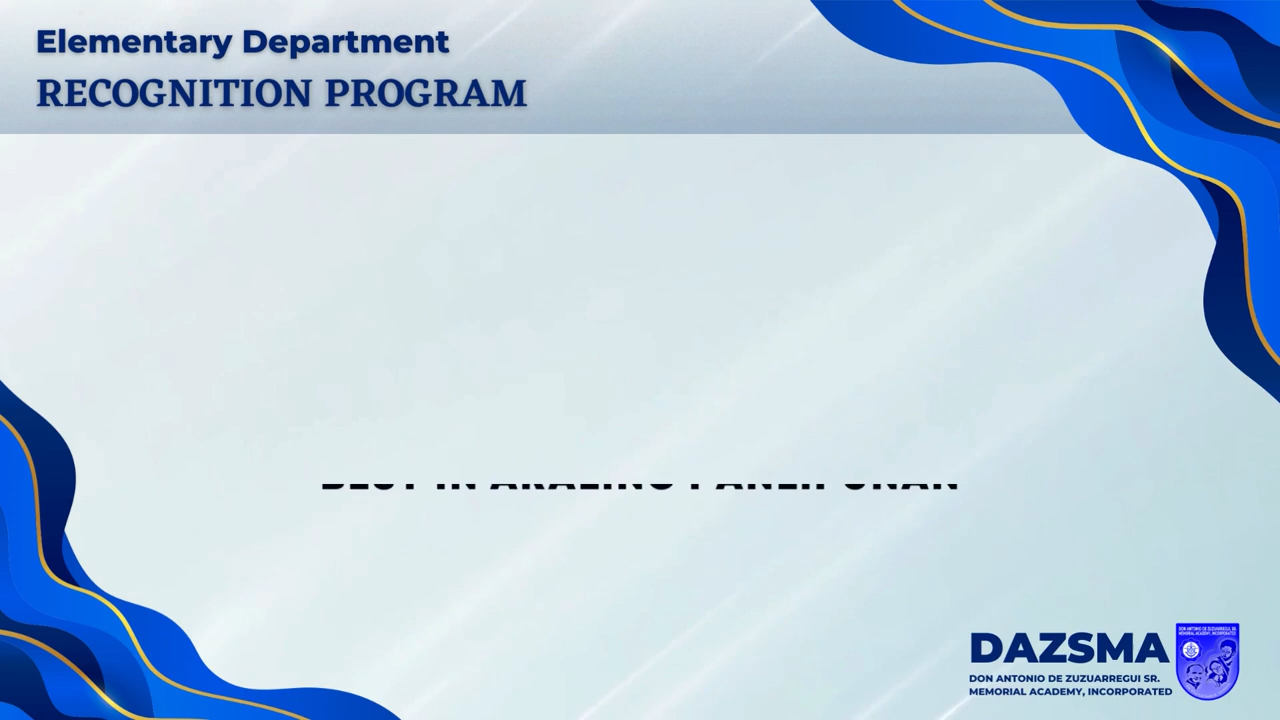 Elementary Department
RECOGNITION PROGRAM
DAZSMA
DON ANTONIO DE ZUZUARREGUI SR.
MEMORIAL ACADEMY, INCORPORATED